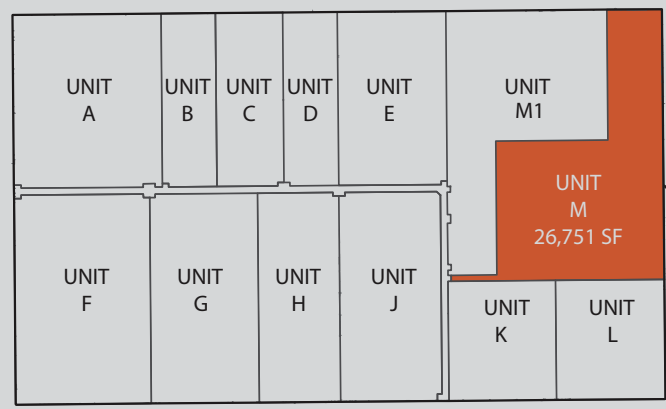 UNIT
A
UNIT
B
UNIT
C
UNIT
D
UNIT
E
UNIT
M1
UNIT
M
26,751 SF
UNIT
F
UNIT
G
UNIT
H
UNIT
J
UNIT
K
UNIT
L